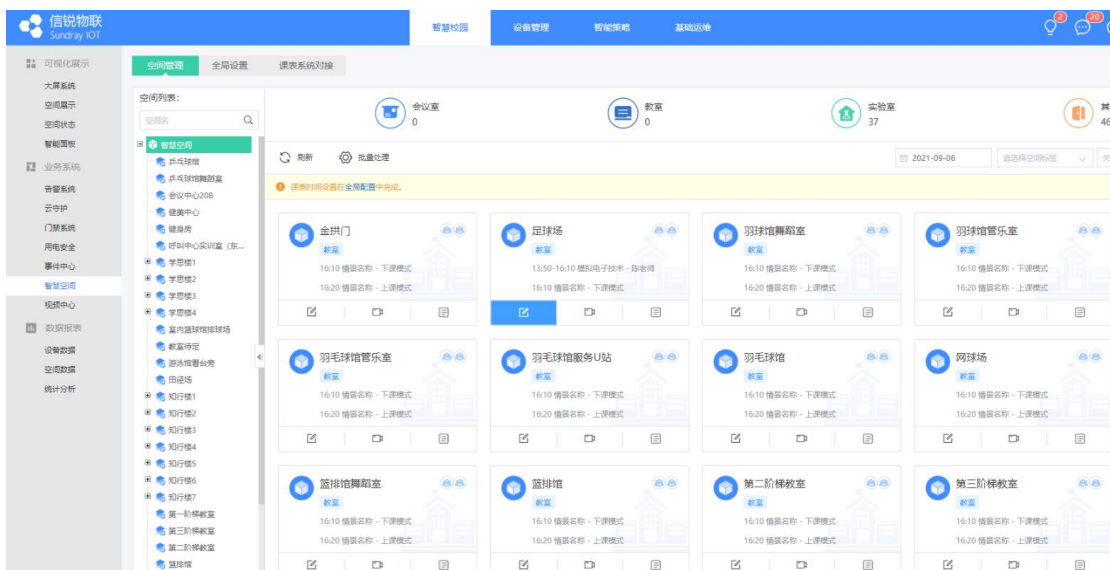 信锐物联
Sundray IOT
智慧校园
设备管理
智能策略
基础运维
2
20
可视化展示
大屏系统
空间展示
空间状态
智能面板
业务系统
告警系统
云守护
门禁系统
用电安全
事件中心
智慧空间
视频中心
数据报表
设备数据
空间数据
统计分析
空间管理
全局设置
课表系统对接
空间列表:
空间名
智慧空间
乒乓球馆
乒乓球馆舞蹈室
会议中心208
健美中心
健身房
呼叫中心实训室（东...
学思楼1
学思楼2
学思楼3
学思楼4
室内篮球馆排球场
教室待定
游泳馆看台旁
田径场
知行楼1
知行楼2
知行楼3
知行楼4
知行楼5
知行楼6
知行楼7
第一阶梯教室
第三阶梯教室
第二阶梯教室
篮排馆
会议室
0
教室
0
实验室
37
其
46
刷新
批量处理
2021-09-06
请选择空间标签
关
课表时间设置在全局配置中完成。
金拱门
教室
16:10 情景名称 - 下课模式
16:20 情景名称 - 上课模式
足球场
教室
13:50-16:10 模拟电子技术 - 孙老师
16:10 情景名称 - 下课模式
羽球馆舞蹈室
教室
16:10 情景名称 - 下课模式
16:20 情景名称 - 上课模式
羽球馆管乐室
教室
16:10 情景名称 - 下课模式
16:20 情景名称 - 上课模式
羽毛球馆管乐室
教室
16:10 情景名称 - 下课模式
16:20 情景名称 - 上课模式
羽毛球馆服务U站
教室
16:10 情景名称 - 下课模式
16:20 情景名称 - 上课模式
羽毛球馆
教室
16:10 情景名称 - 下课模式
16:20 情景名称 - 上课模式
网球场
教室
16:10 情景名称 - 下课模式
16:20 情景名称 - 上课模式
篮排馆舞蹈室
教室
16:10 情景名称 - 下课模式
16:20 情景名称 - 上课模式
篮排馆
教室
16:10 情景名称 - 下课模式
16:20 情景名称 - 上课模式
第二阶梯教室
教室
16:10 情景名称 - 下课模式
16:20 情景名称 - 上课模式
第三阶梯教室
教室
16:10 情景名称 - 下课模式
16:20 情景名称 - 上课模式